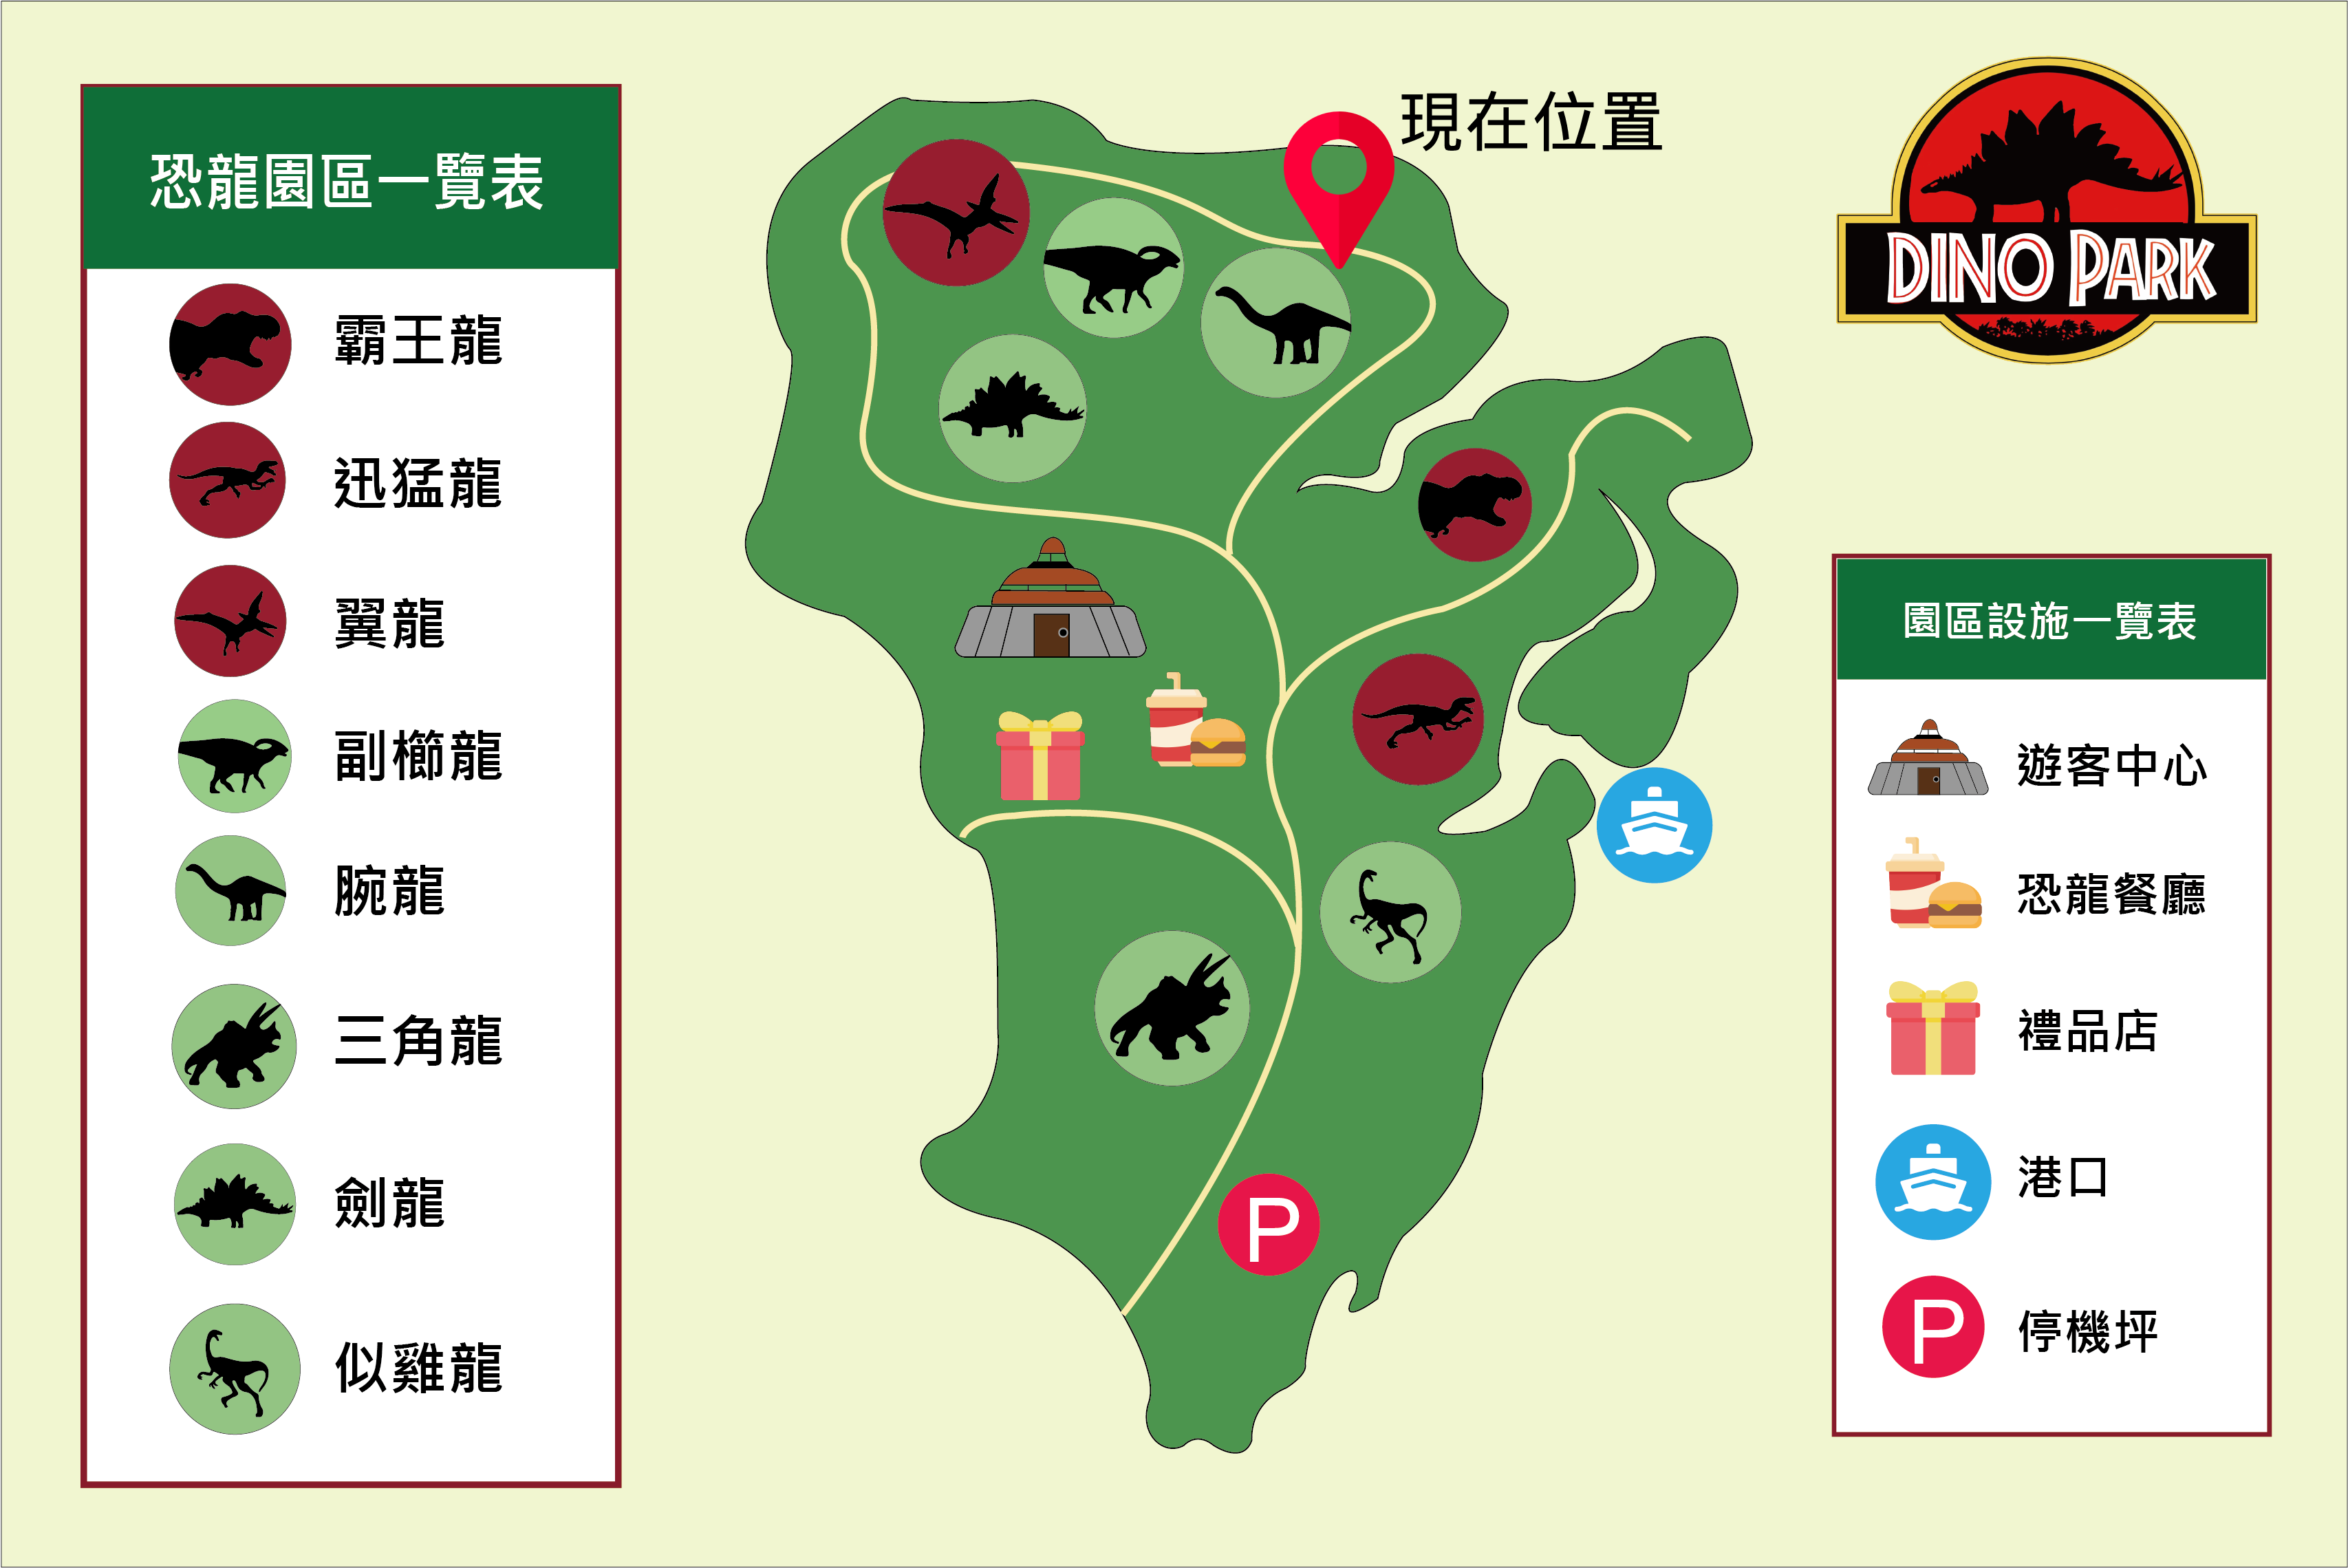 恐龍園區一覽表
霸王龍
迅猛龍
翼龍
副櫛龍
腕龍
三角龍
劍龍
似雞龍
現在位置
P
DINO PARK
園區設施一覽表
遊客中心
恐龍餐廳
禮品店
港口
P 停機坪